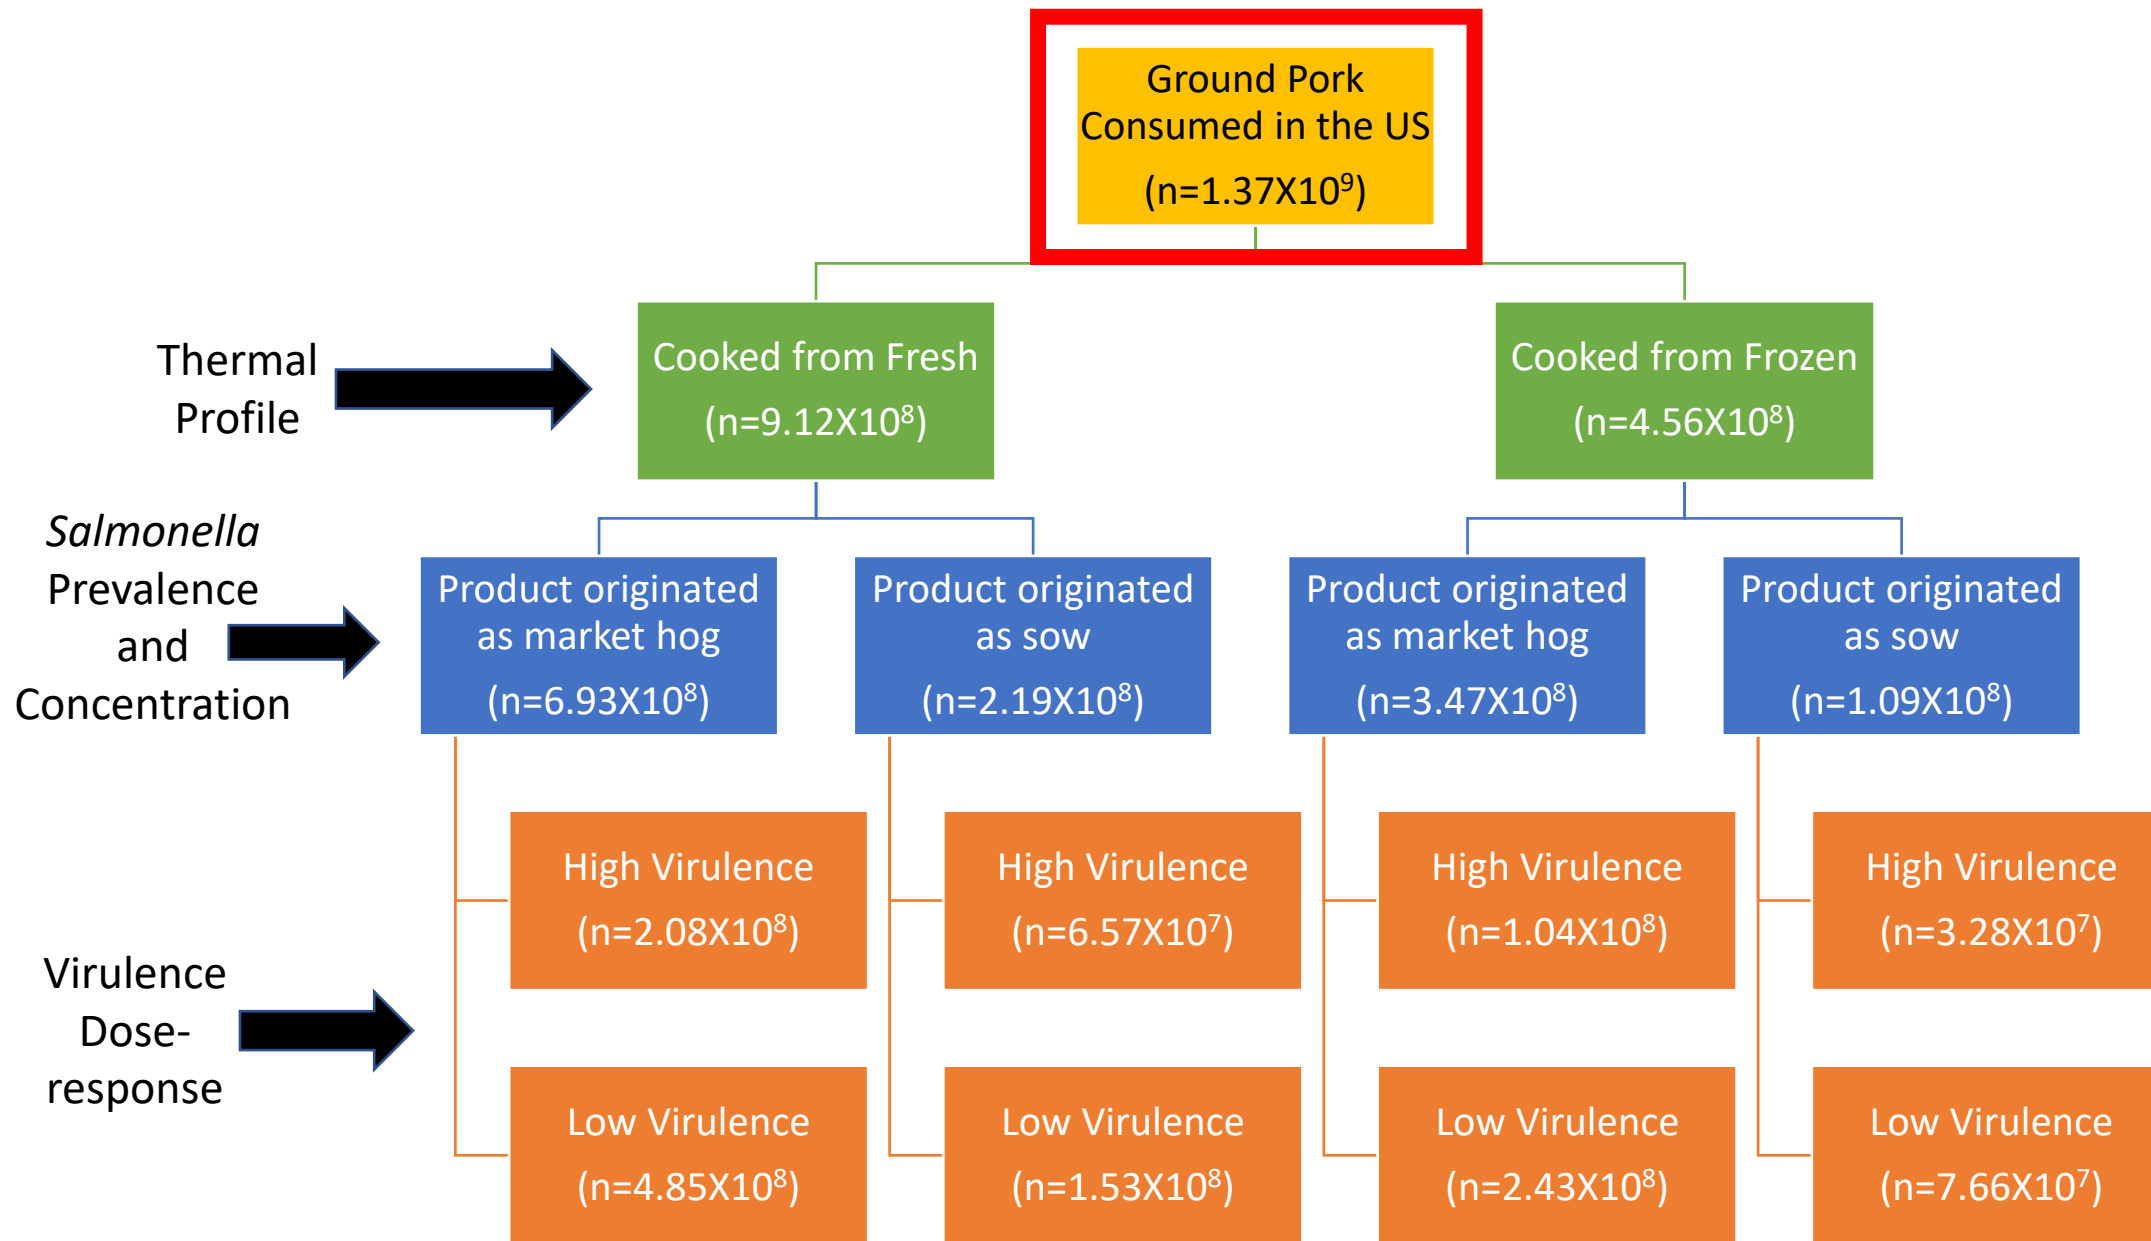 Ground Pork
Consumed in the US
(n=1.37X10⁹)
Thermal
Profile
Cooked from Fresh
(n=9.12X10⁸)
Cooked from Frozen
(n=4.56X10⁸)
Salmonella
Prevalence
and
Concentration
Product originated
as market hog
(n=6.93X10⁸)
Product originated
as sow
(n=2.19X10⁸)
Product originated
as market hog
(n=3.47X10⁸)
Product originated
as sow
(n=1.09X10⁸)
Virulence
Dose-
response
High Virulence
(n=2.08X10⁸)
High Virulence
(n=6.57X10⁷)
High Virulence
(n=1.04X10⁸)
High Virulence
(n=3.28X10⁷)
Low Virulence
(n=4.85X10⁸)
Low Virulence
(n=1.53X10⁸)
Low Virulence
(n=2.43X10⁸)
Low Virulence
(n=7.66X10⁷)